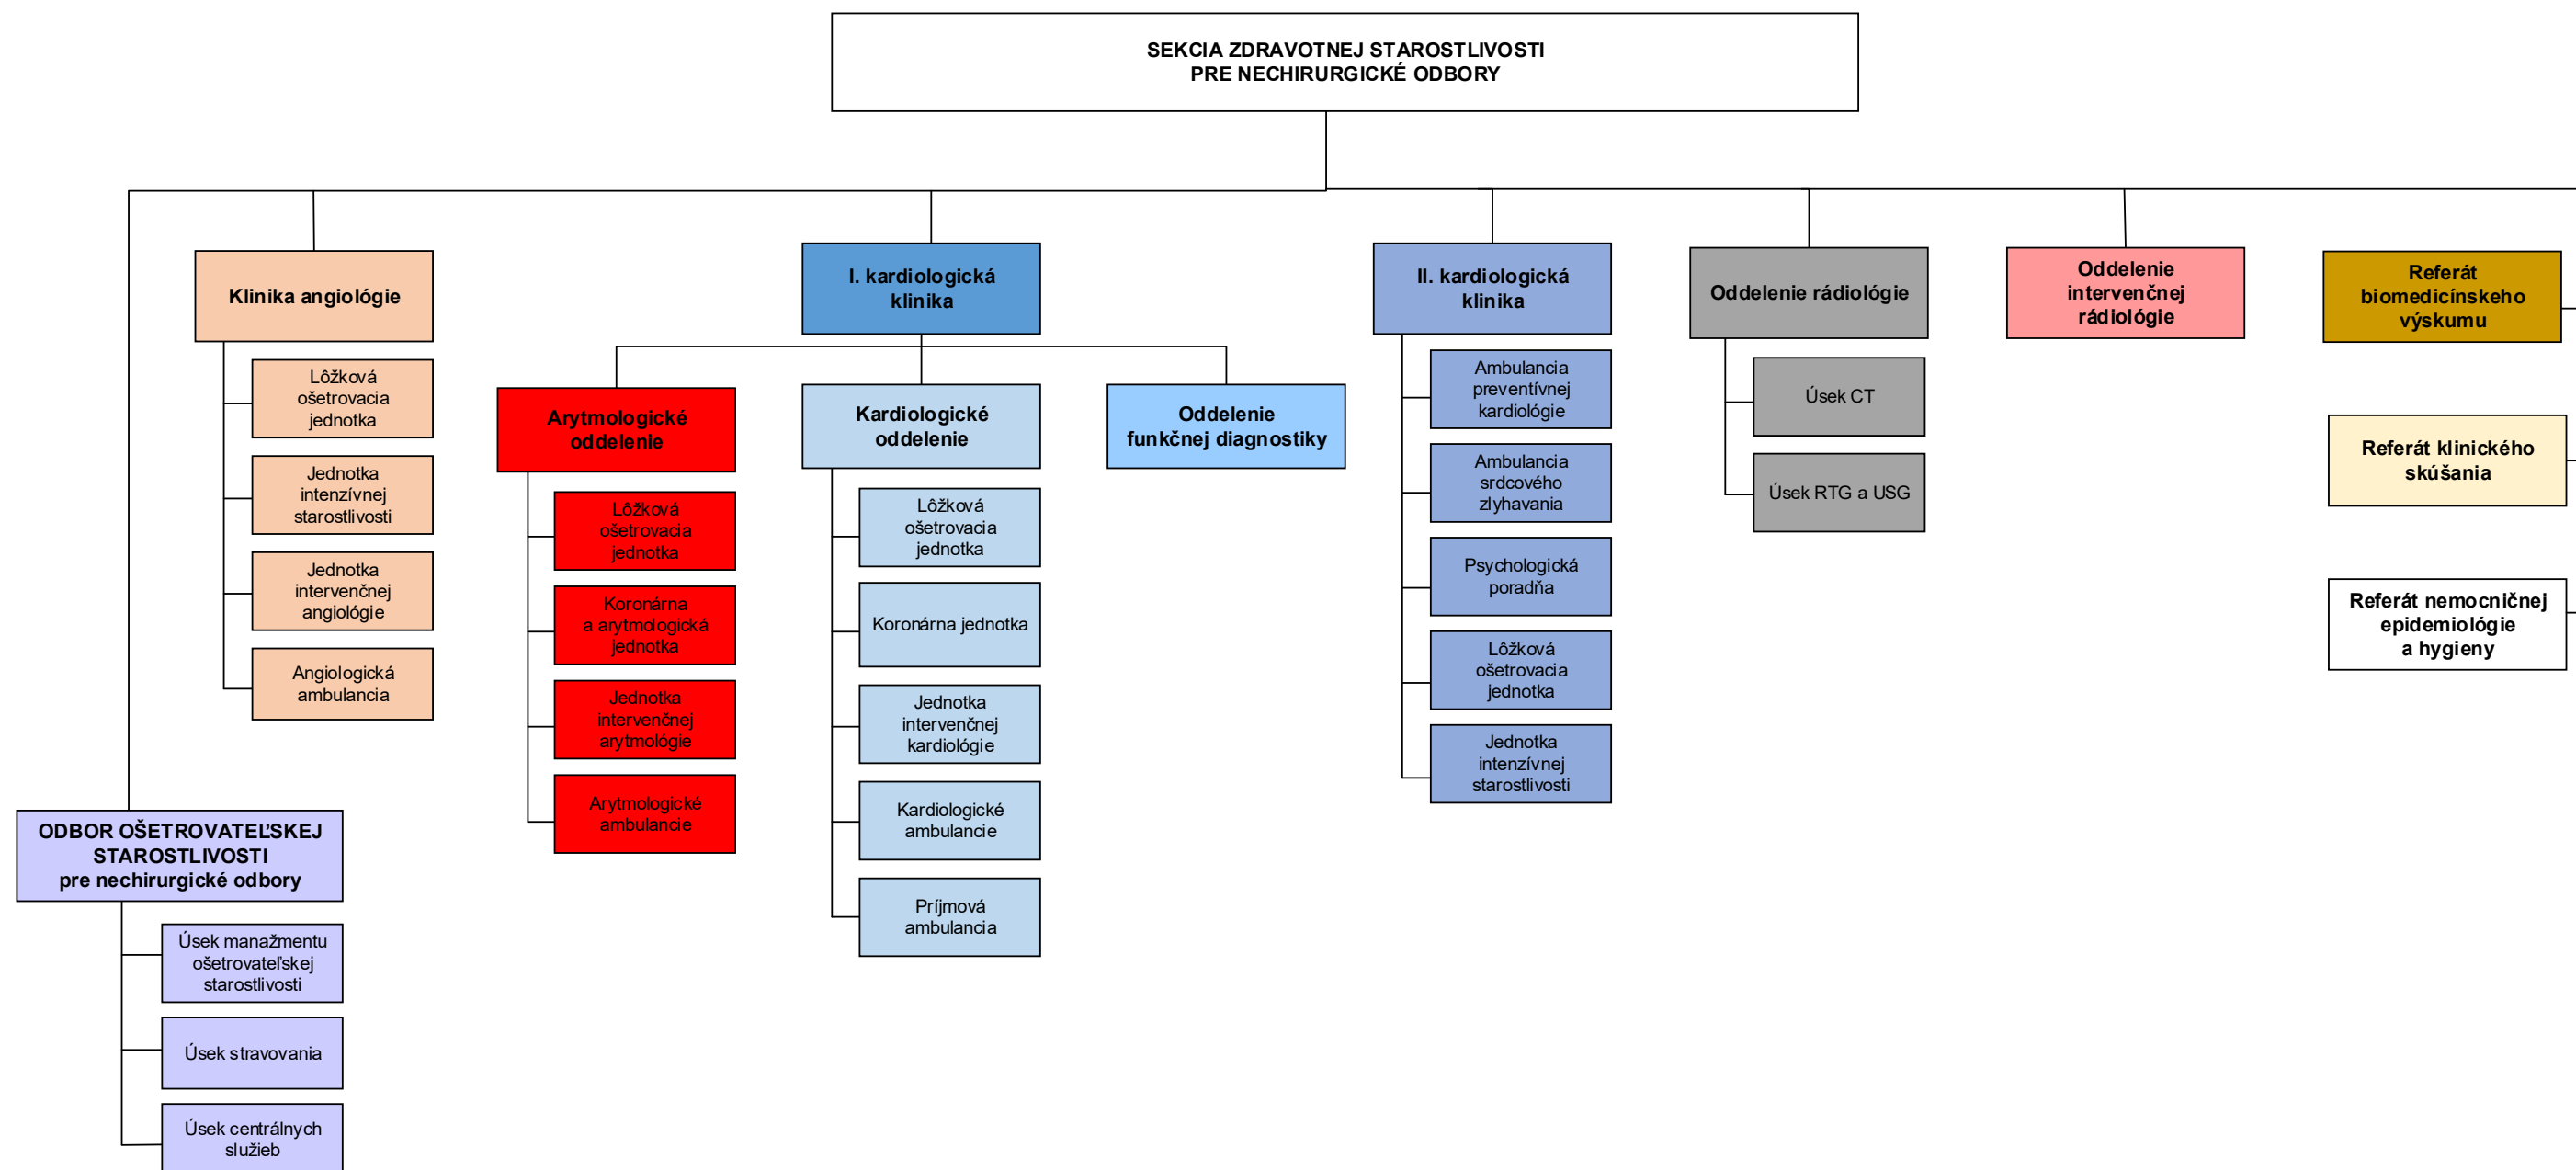 SEKCIA ZDRAVOTNEJ STAROSTLIVOSTI
PRE NECHIRURGICKÉ ODBORY
Klinika angiológie
Lôžková
ošetrovacia
jednotka
Jednotka
intenzívnej
starostlivosti
Jednotka
intervenčnej
angiológie
Angiologická
ambulancia
I. kardiologická
klinika
Arytmologické
oddelenie
Lôžková
ošetrovacia
jednotka
Koronárna
a arytmologická
jednotka
Jednotka
intervenčnej
arytmológie
Arytmologické
ambulancie
Kardiologické
oddelenie
Lôžková
ošetrovacia
jednotka
Koronárna jednotka
Jednotka
intervenčnej
kardiológie
Kardiologické
ambulancie
Príjmová
ambulancia
Oddelenie
funkčnej diagnostiky
II. kardiologická
klinika
Ambulancia
preventívnej
kardiológie
Ambulancia
srdcového
zlyhavania
Psychologická
poradňa
Lôžková
ošetrovacia
jednotka
Jednotka
intenzívnej
starostlivosti
Oddelenie rádiológie
Úsek CT
Úsek RTG a USG
Oddelenie
intervenčnej
rádiológie
Referát
biomedicínskeho
výskumu
Referát klinického
skúšania
Referát nemocničnej
epidemiológie
a hygieny
ODBOR OŠETROVATEĽSKEJ
STAROSTLIVOSTI
pre nechirurgické odbory
Úsek manažmentu
ošetrovateľskej
starostlivosti
Úsek stravovania
Úsek centrálnych
služieb